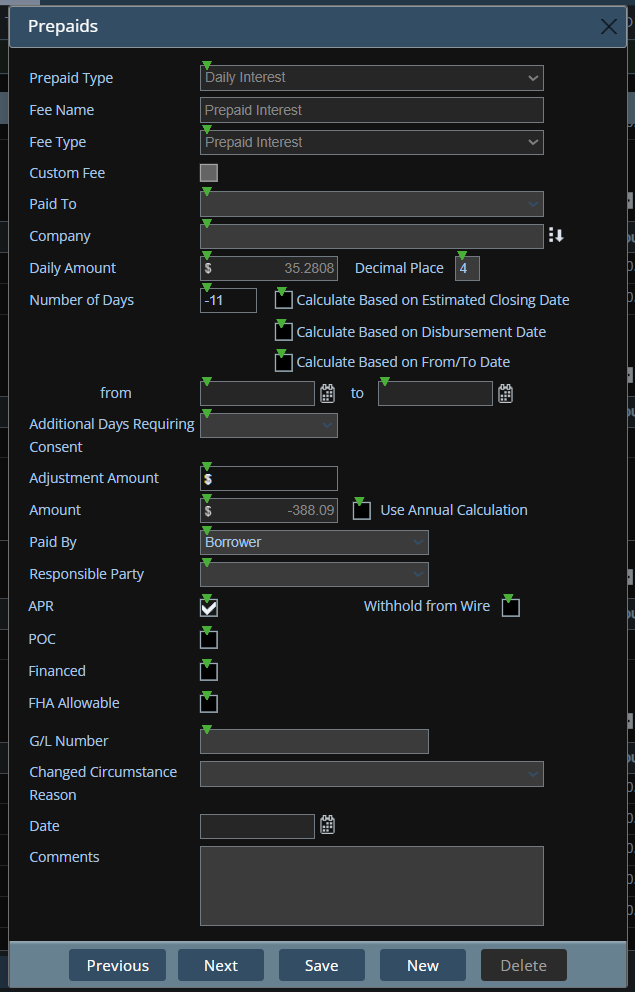 Prepaids
Prepaid Type Daily Interest
Fee Name Prepaid Interest
Fee Type Prepaid Interest
Custom Fee
Paid To
Company
Daily Amount $ 35.2808 Decimal Place 4
Number of Days -11 Calculate Based on Estimated Closing Date
Calculate Based on Disbursement Date
Calculate Based on From/To Date
from to
Additional Days Requiring
Consent
Adjustment Amount $
Amount $ -388.09 Use Annual Calculation
Paid By Borrower
Responsible Party
APR Withhold from Wire
POC
Financed
FHA Allowable
G/L Number
Changed Circumstance
Reason
Date
Comments
Previous Next Save New Delete